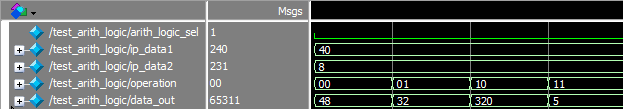 Msgs
/test_arith_logic/arith_logic_sel 1
/test_arith_logic/ip_data1 240 40
/test_arith_logic/ip_data2 231 8
/test_arith_logic/operation 00 00 01 10 11
/test_arith_logic/data_out 65311 48 32 320 5